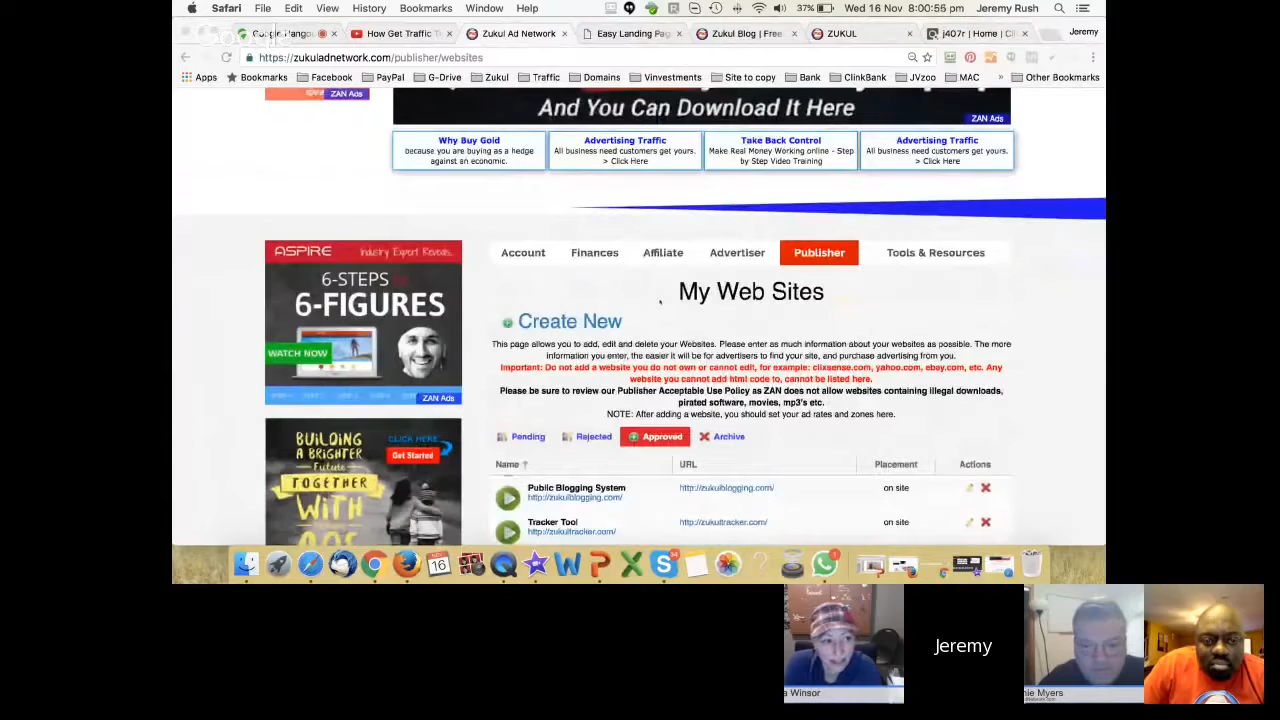 Safari File Edit View History Bookmarks Window Help 37% Wed 16 Nov 8:00:56 pm Jeremy Rush
How Get Traffic T Zukul Ad Network Easy Landing Pag Zukul Blog | Free ZUKUL j407r | Home | Cli Jeremy
https://zukuladnetwork.com/publisher/websites
Apps Bookmarks Facebook PayPal G-Drive Zukul Traffic Domains Vinvestments Site to copy Bank ClinkBank JVzoo MAC » Other Bookmarks
ZAN Ads
And You Can Download It Here
ZAN Ads
Why Buy Gold
because you are buying as a hedge
against an economic.
Advertising Traffic
All business need customers get yours.
> Click Here
Take Back Control
Make Real Money Working online - Step
by Step Video Training
Advertising Traffic
All business need customers get yours.
> Click Here
Account Finances Affiliate Advertiser Publisher Tools & Resources
ASPIRE Industry Expert Reveals..
6-STEPS
6-FIGURES
WATCH NOW
ZAN Ads
BUILDING
A BRIGHTER
Future
TOGETHER
WITH
CLICK HERE
Get Started
My Web Sites
Create New
This page allows you to add, edit and delete your Websites. Please enter as much information about your websites as possible. The more
information you enter, the easier it will be for advertisers to find your site, and purchase advertising from you.
Important: Do not add a website you do not own or cannot edit, for example: clixsense.com, yahoo.com, ebay.com, etc. Any
website you cannot add html code to, cannot be listed here.
Please be sure to review our Publisher Acceptable Use Policy as ZAN does not allow websites containing illegal downloads,
pirated software, movies, mp3's etc.
NOTE: After adding a website, you should set your ad rates and zones here.
Pending Rejected Approved Archive
Name URL Placement Actions
Public Blogging System http://zukulblogging.com/ on site
http://zukulblogging.com/
Tracker Tool http://zukultracker.com/ on site
http://zukultracker.com/
NOV
16
34
1
Jeremy
a Winsor
nie Myers